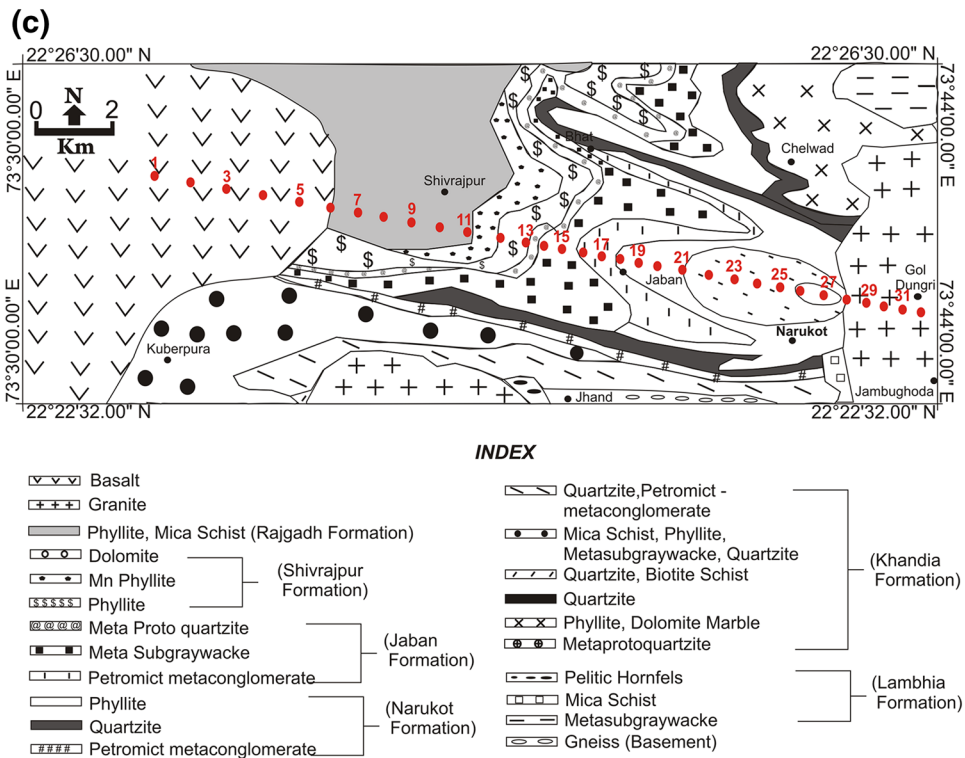 (c)
22°26'30.00" N
22°26'30.00" N
73°30'00.00" E
73°44'00.00" E
N
0 2
Km
Bhat
Chelwad
1
3
5
7
9
11
13
15
17
19
21
23
25
27
29
31
Shivrajpur
Jaban
Gol
Dungri
Narukot
Kuberpura
Jambughoda
Jhand
73°30'00.00" E
73°44'00.00" E
22°22'32.00" N
22°22'32.00" N
INDEX
Basalt
Granite
Phyllite, Mica Schist (Rajgadh Formation)
Dolomite
Mn Phyllite
Phyllite
(Shivrajpur
Formation)
Meta Proto quartzite
Meta Subgraywacke
Petromict metaconglomerate
(Jaban
Formation)
Phyllite
Quartzite
Petromict metaconglomerate
(Narukot
Formation)
Quartzite,Petromict -
metaconglomerate
Mica Schist, Phyllite,
Metasubgraywacke, Quartzite
Quartzite, Biotite Schist
Quartzite
Phyllite, Dolomite Marble
Metaprotoquartzite
(Khandia
Formation)
Pelitic Hornfels
Mica Schist
Metasubgraywacke
(Lambhia
Formation)
Gneiss (Basement)